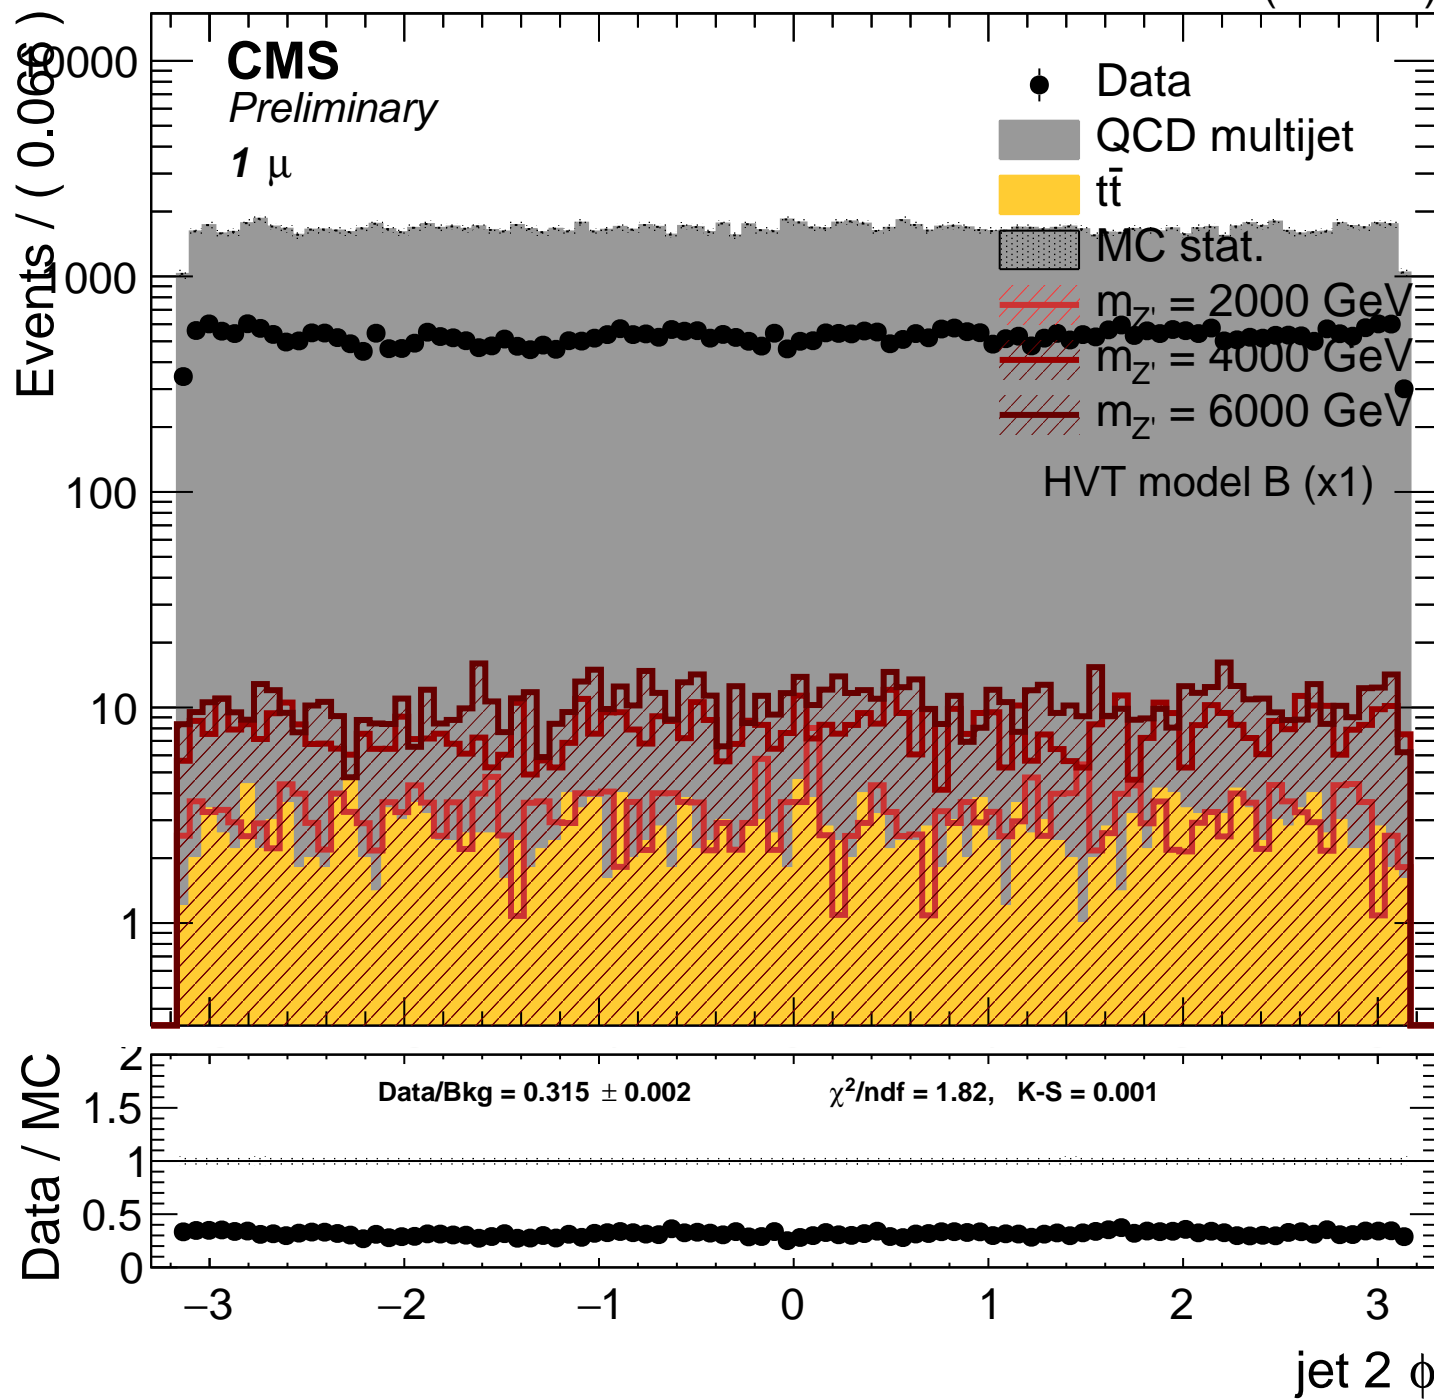 CMS
Preliminary
1 μ
Data
QCD multijet
tt̄
MC stat.
m_Z' = 2000 GeV
m_Z' = 4000 GeV
m_Z' = 6000 GeV
HVT model B (x1)
Events / ( 0.066 )
10000
1000
100
10
1
Data / MC
2
1.5
1
0.5
0
Data/Bkg = 0.315 ± 0.002
χ²/ndf = 1.82, K-S = 0.001
−3
−2
−1
0
1
2
3
jet 2 ϕ